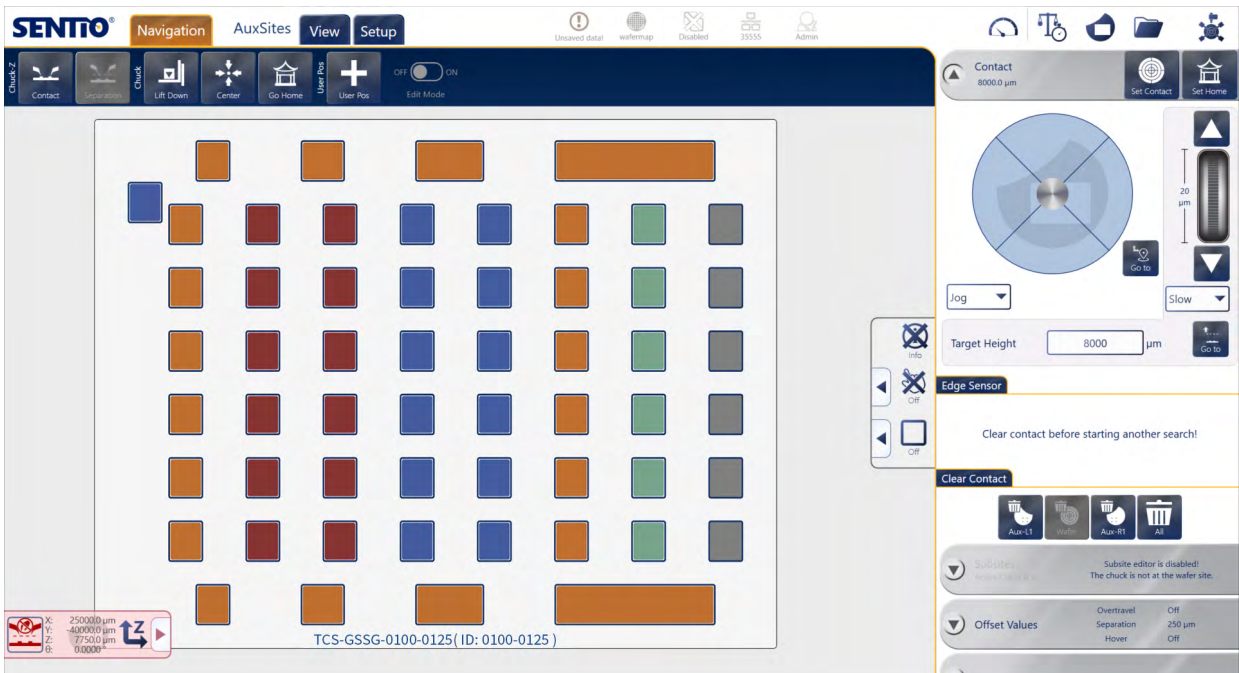 SENTIO®
Navigation
AuxSites
View
Setup
Unsaved data!
wafermap
Disabled
35555
Admin
Chuck-Z
Contact
Separation
Chuck
Lift Down
Center
Go Home
User Pos
User Pos
OFF
ON
Edit Mode
Contact
8000.0 µm
Set Contact
Set Home
20
µm
Go to
Jog
Slow
Target Height
8000
µm
Go to
Info
Off
Off
Edge Sensor
Clear contact before starting another search!
Clear Contact
Aux-L1
Wafer
Aux-R1
All
Subsites
Subsite editor is disabled!
The chuck is not at the wafer site.
Offset Values
Overtravel Off
Separation 250 µm
Hover Off
X: 25000.0 µm
Y: -40000.0 µm
Z: 7750.0 µm
θ: 0.0000 °
Z
TCS-GSSG-0100-0125( ID: 0100-0125 )